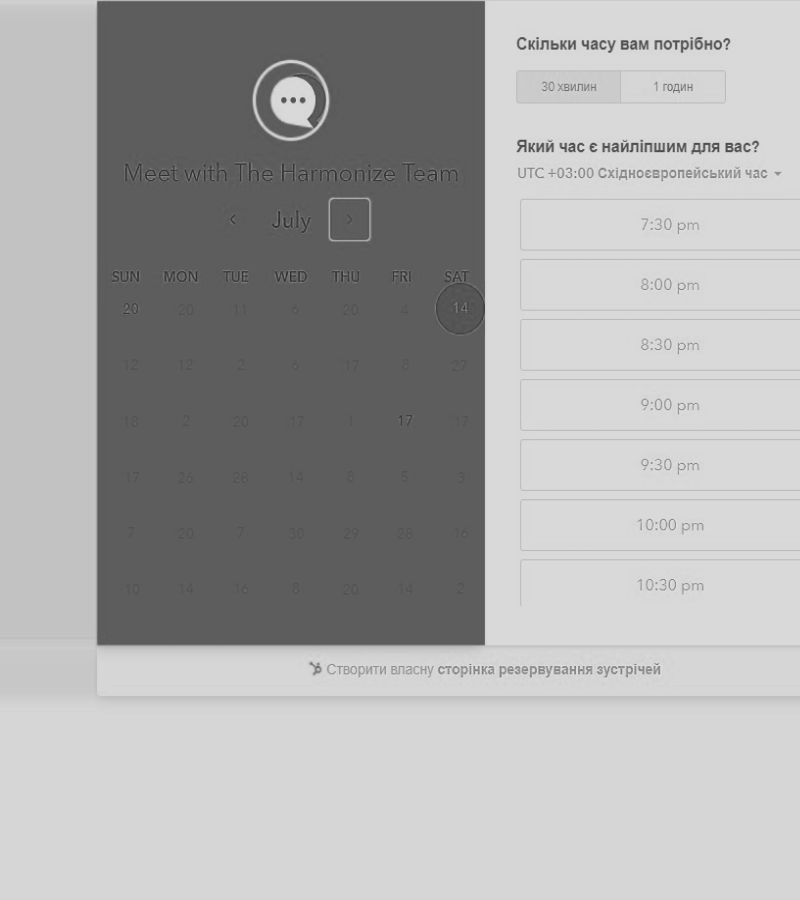 Meet with The Harmonize Team
July
SUN MON TUE WED THU FRI SAT
20 20 11 6 20 4 14
12 12 2 6 17 8 27
18 2 20 17 1 17 17
17 26 28 14 8 5 3
7 20 7 30 29 28 16
10 14 16 8 20 14 2
Скільки часу вам потрібно?
30 хвилин 1 годин
Який час є найліпшим для вас?
UTC +03:00 Східноєвропейський час
7:30 pm
8:00 pm
8:30 pm
9:00 pm
9:30 pm
10:00 pm
10:30 pm
Створити власну сторінка резервування зустрічей